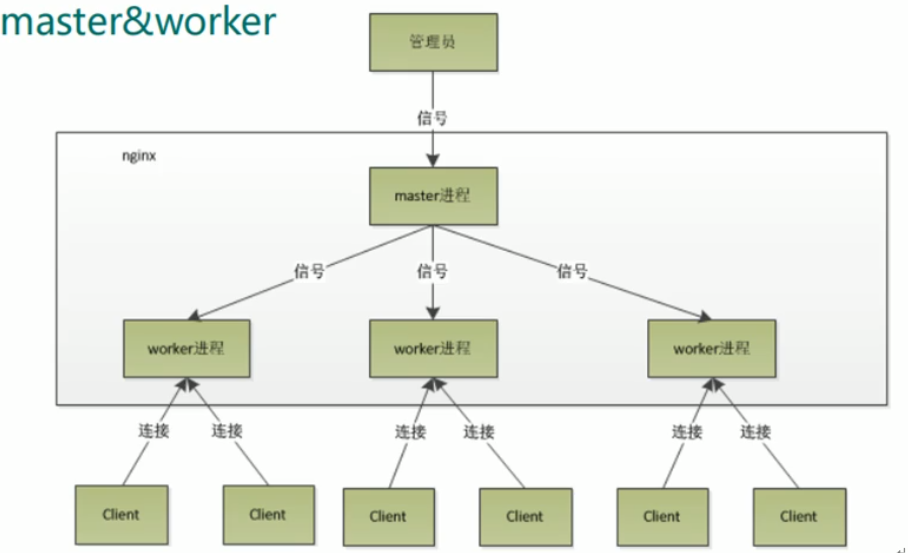 master&worker
管理员
信号
nginx
master进程
信号 信号 信号
worker进程 worker进程 worker进程
连接 连接 连接 连接 连接 连接
Client Client Client Client Client Client